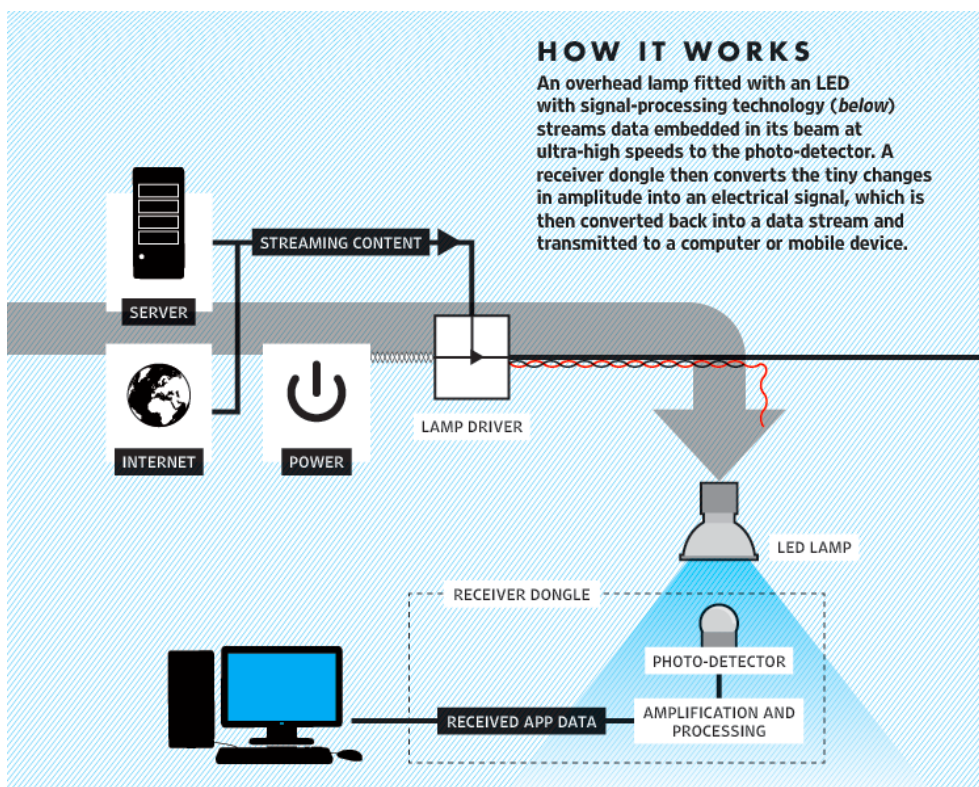 HOW IT WORKS
An overhead lamp fitted with an LED
with signal-processing technology (below)
streams data embedded in its beam at
ultra-high speeds to the photo-detector. A
receiver dongle then converts the tiny changes
in amplitude into an electrical signal, which is
then converted back into a data stream and
transmitted to a computer or mobile device.
STREAMING CONTENT
SERVER
LAMP DRIVER
INTERNET
POWER
LED LAMP
RECEIVER DONGLE
PHOTO-DETECTOR
RECEIVED APP DATA
AMPLIFICATION AND
PROCESSING